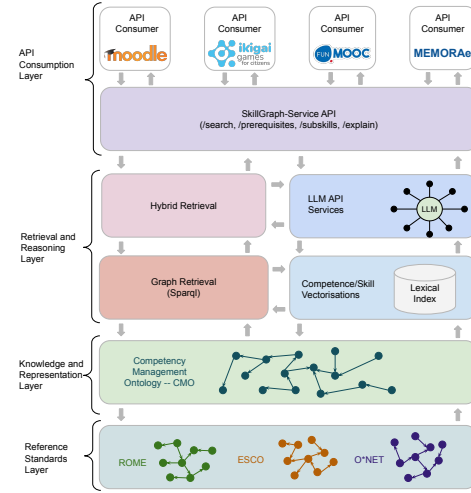 API
Consumer
moodle
API
Consumer
ikigai
games
for citizens
API
Consumer
FUN
MOOC
API
Consumer
MEMORAe
API
Consumption
Layer
SkillGraph-Service API
(/search, /prerequisites, /subskills, /explain)
Retrieval and
Reasoning
Layer
Hybrid Retrieval
LLM API
Services
LLM
Graph Retrieval
(Sparql)
Competence/Skill
Vectorisations
Lexical
Index
Knowledge and
Representation
Layer
Competency
Management
Ontology -- CMO
Reference
Standards
Layer
ROME
ESCO
O*NET